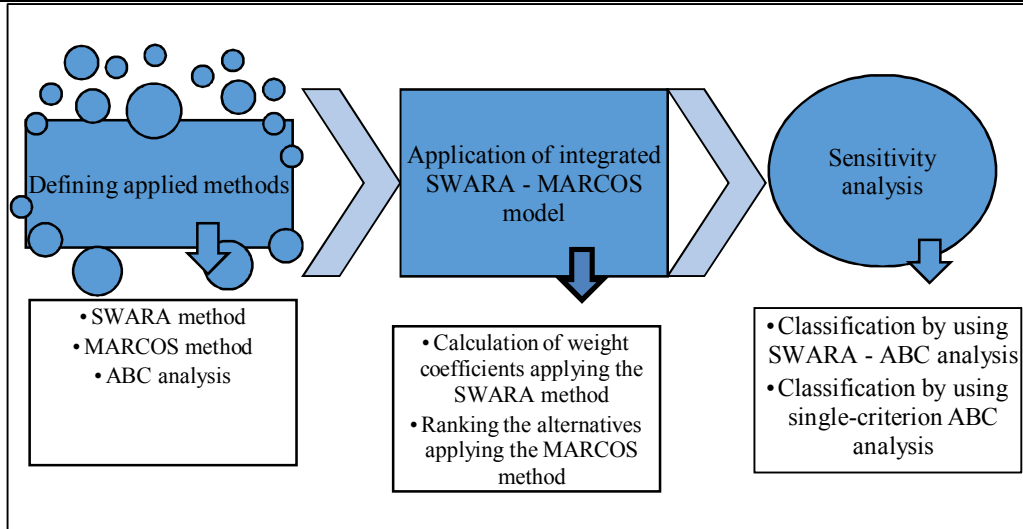 Defining applied methods
• SWARA method
• MARCOS method
• ABC analysis
Application of integrated
SWARA - MARCOS
model
• Calculation of weight
coefficients applying the
SWARA method
• Ranking the alternatives
applying the MARCOS
method
Sensitivity
analysis
• Classification by using
SWARA - ABC analysis
• Classification by using
single-criterion ABC
analysis